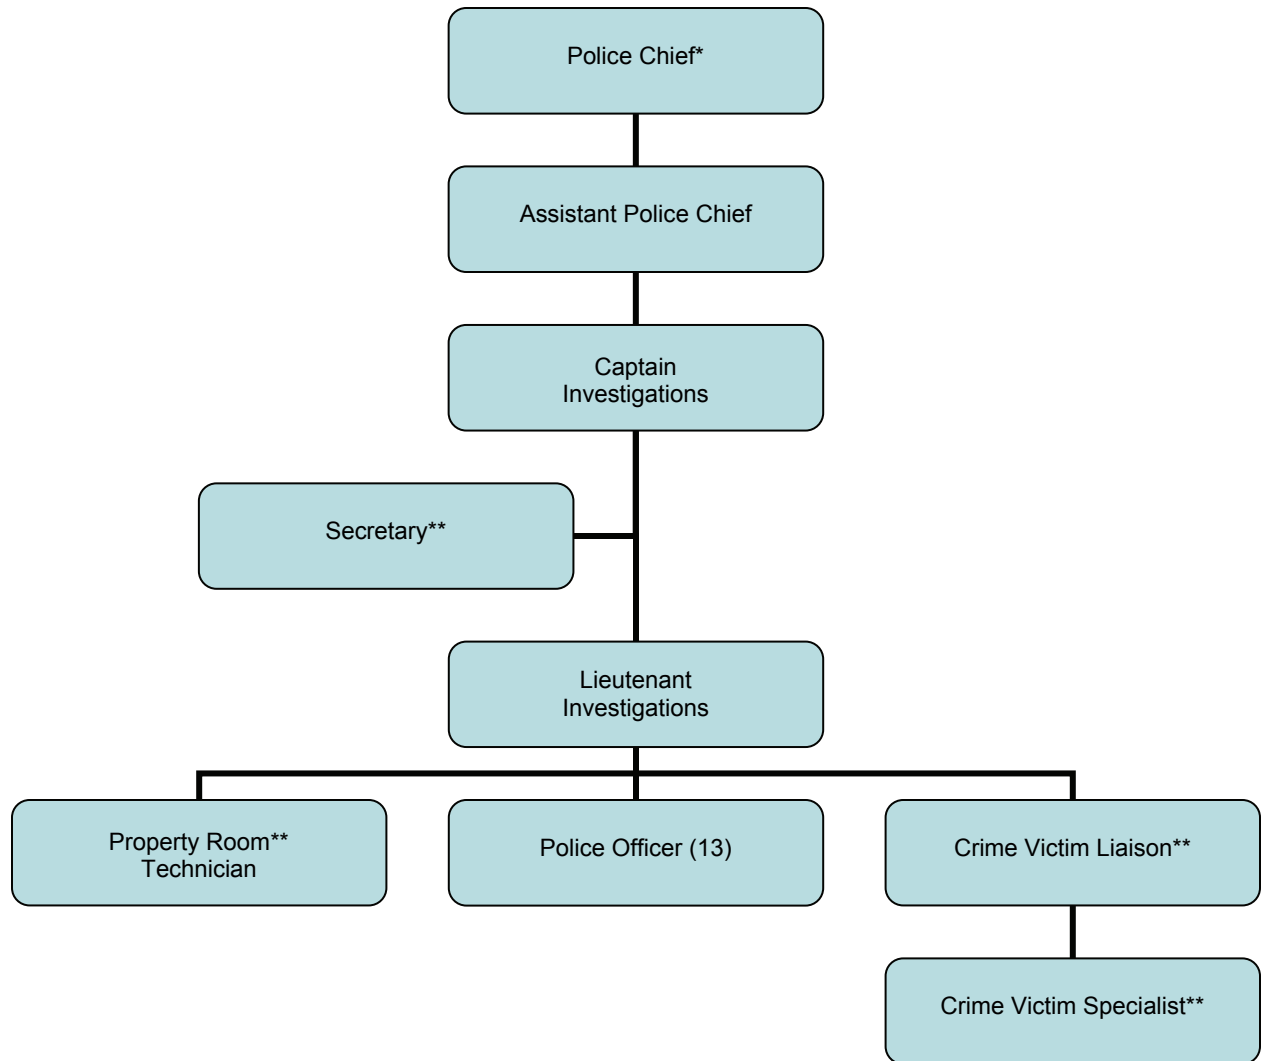 Police Chief*
Assistant Police Chief
Captain
Investigations
Secretary**
Lieutenant
Investigations
Property Room**
Technician
Police Officer (13)
Crime Victim Liaison**
Crime Victim Specialist**